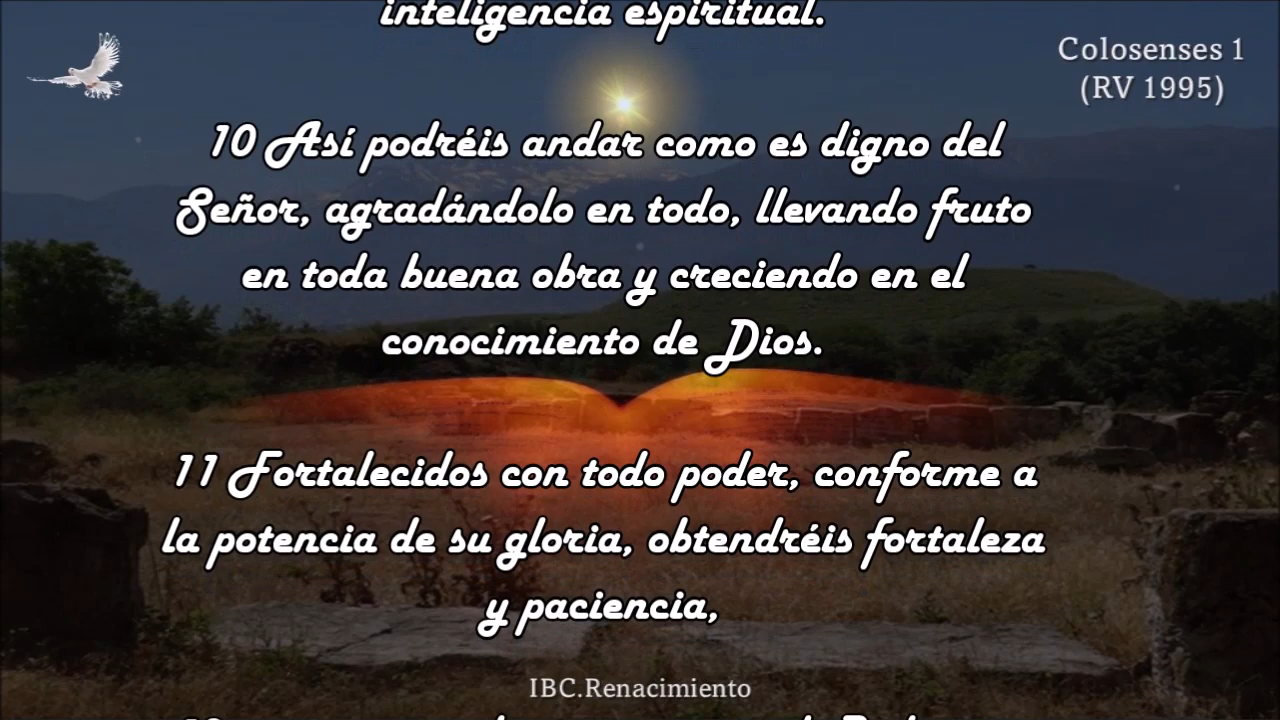 inteligencia espiritual.
Colosenses 1
(RV 1995)
10 Así podréis andar como es digno del
Señor, agradándolo en todo, llevando fruto
en toda buena obra y creciendo en el
conocimiento de Dios.
11 Fortalecidos con todo poder, conforme a
la potencia de su gloria, obtendréis fortaleza
y paciencia,
IBC.Renacimiento